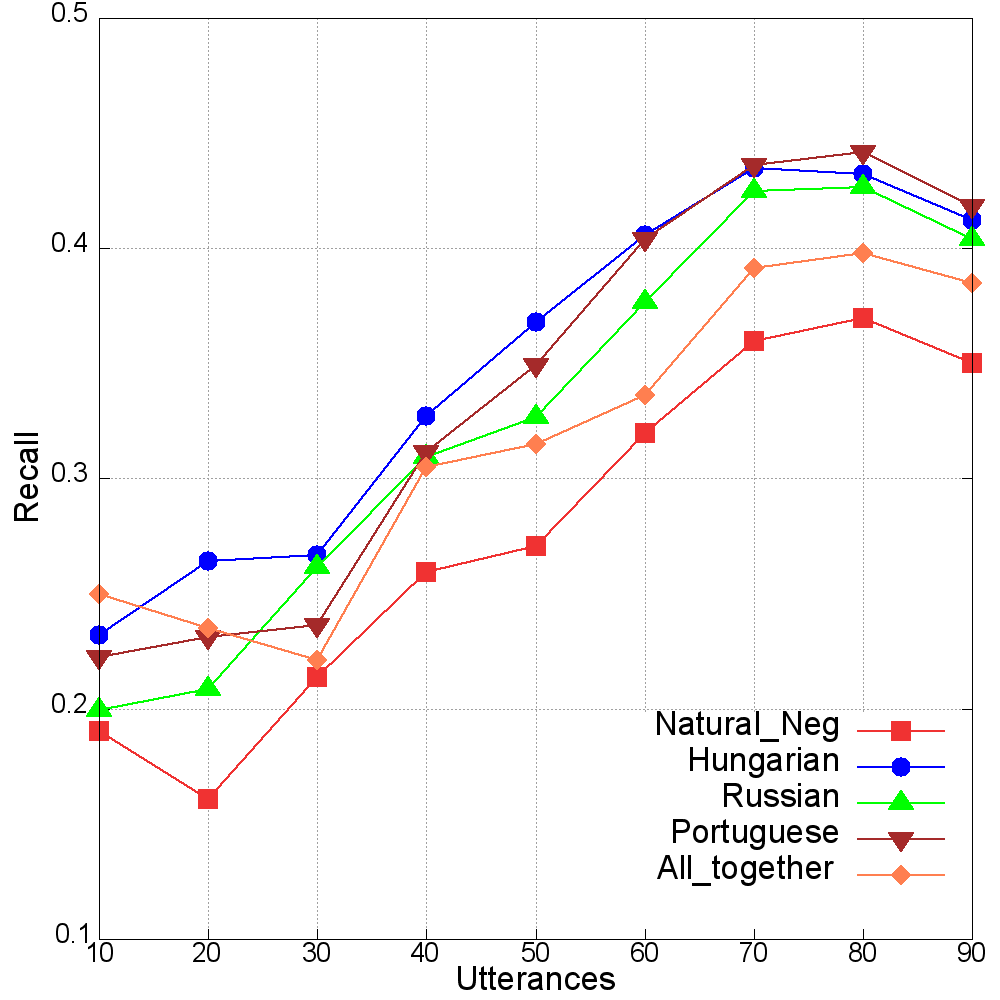 0.5
0.4
0.3
0.2
0.1
Recall
Natural_Neg
Hungarian
Russian
Portuguese
All_together
10 20 30 40 50 60 70 80 90
Utterances